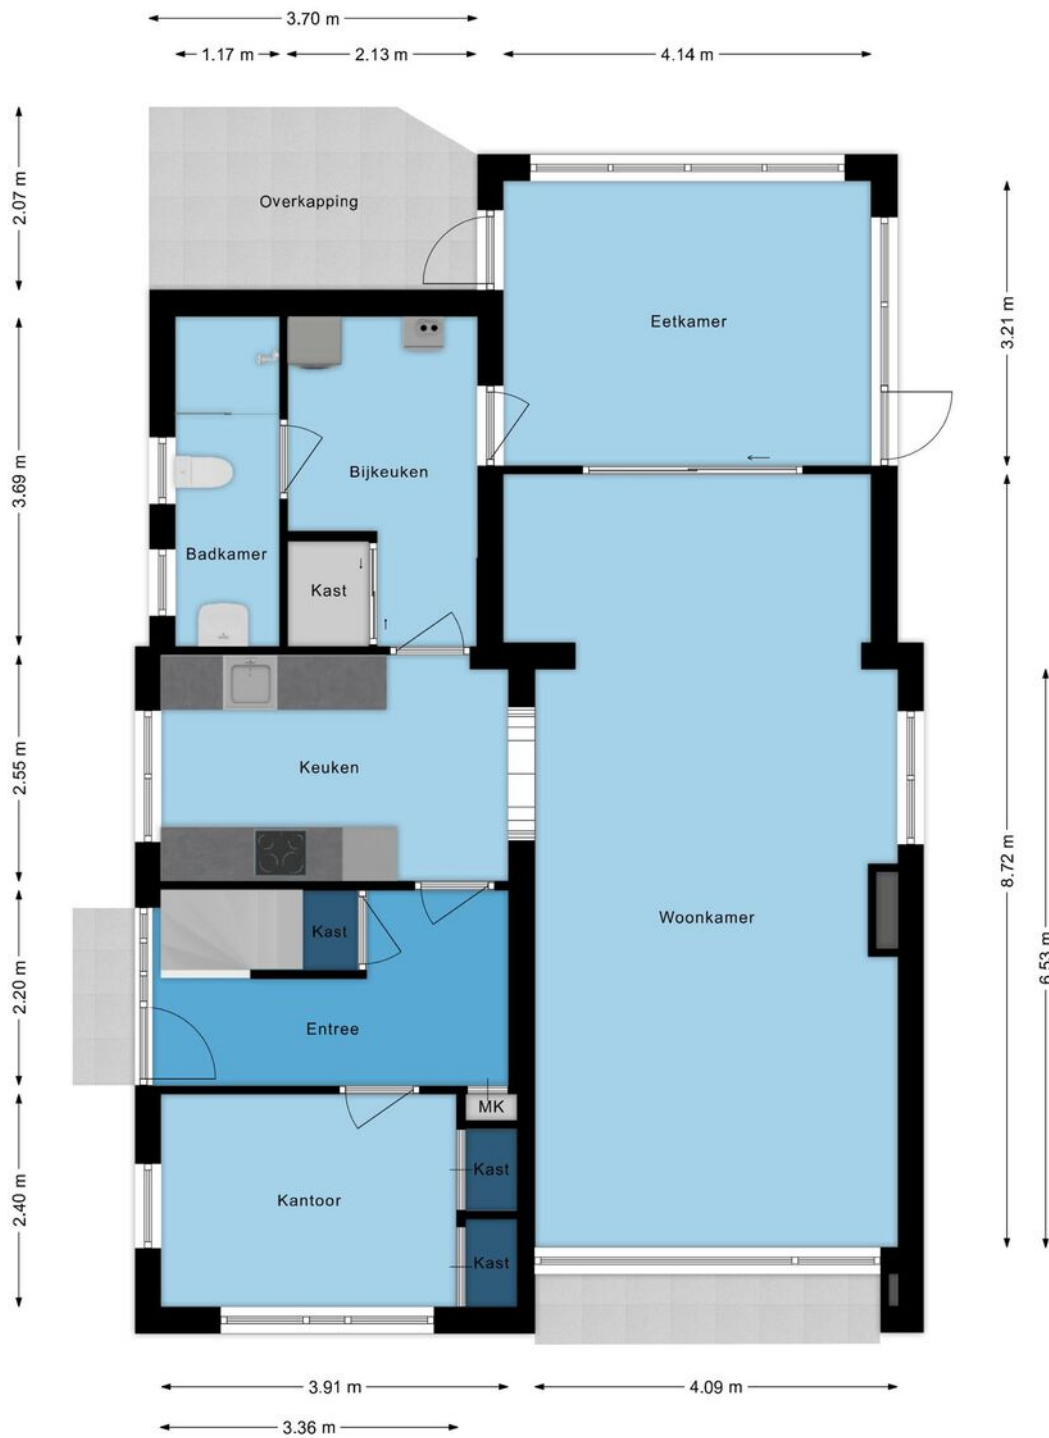 3.70 m
1.17 m
2.13 m
4.14 m
2.07 m
Overkapping
3.21 m
Eetkamer
3.69 m
Bijkeuken
Badkamer
Kast
2.55 m
Keuken
8.72 m
Woonkamer
Kast
6.53 m
2.20 m
Entree
MK
Kast
2.40 m
Kantoor
Kast
3.91 m
4.09 m
3.36 m